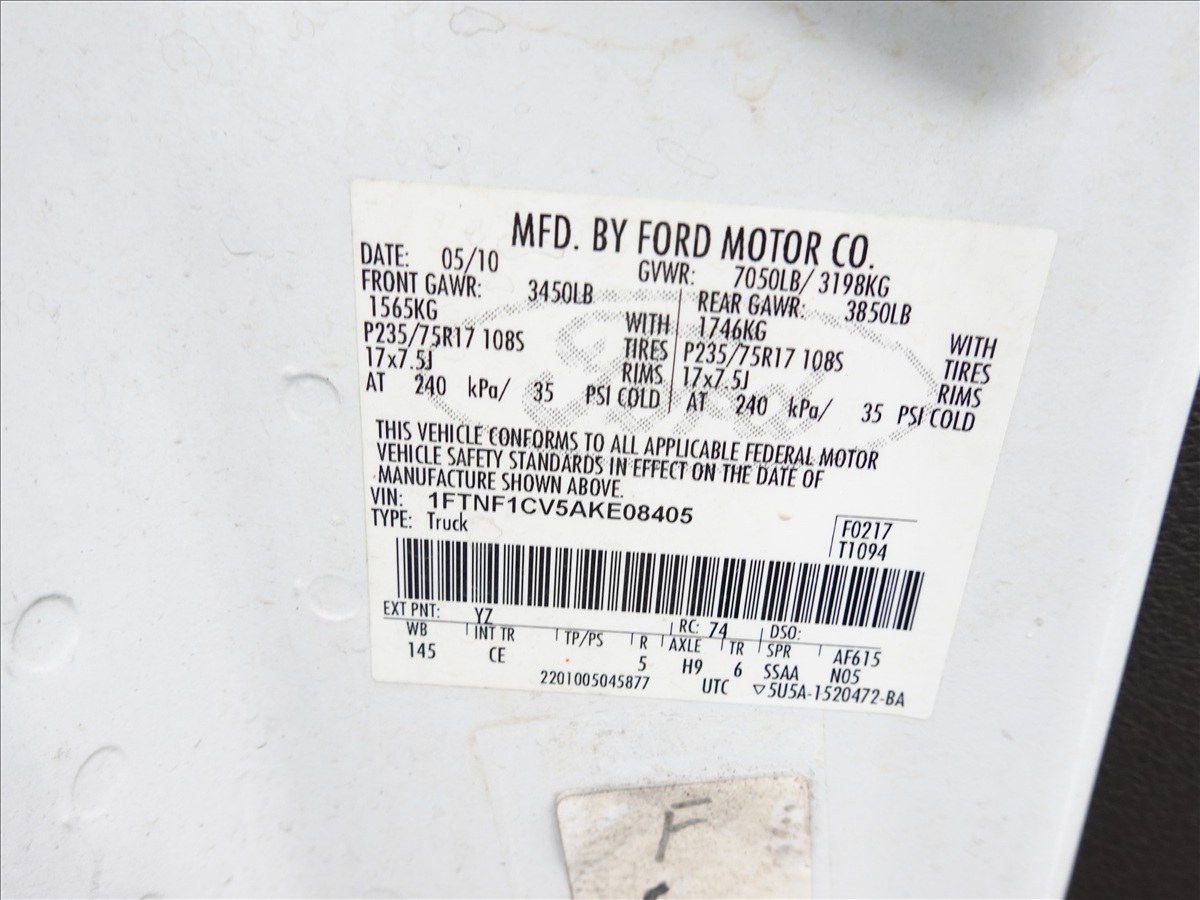 MFD. BY FORD MOTOR CO.
DATE: 05/10 GVWR: 7050LB/ 3198KG
FRONT GAWR: 3450LB REAR GAWR: 3850LB
1565KG WITH 1746KG WITH
P235/75R17 108S TIRES P235/75R17 108S TIRES
17x7.5J RIMS 17x7.5J RIMS
AT 240 kPa/ 35 PSI COLD AT 240 kPa/ 35 PSI COLD
THIS VEHICLE CONFORMS TO ALL APPLICABLE FEDERAL MOTOR
VEHICLE SAFETY STANDARDS IN EFFECT ON THE DATE OF
MANUFACTURE SHOWN ABOVE.
VIN: 1FTNF1CV5AKE08405
TYPE: Truck
F0217
T1094
EXT PNT: YZ RC: 74 DSO:
WB INT TR TP/PS R AXLE TR SPR AF615
145 CE 5 H9 6 SSAA N05
2201005045877 UTC ▽5U5A-1520472-BA
F